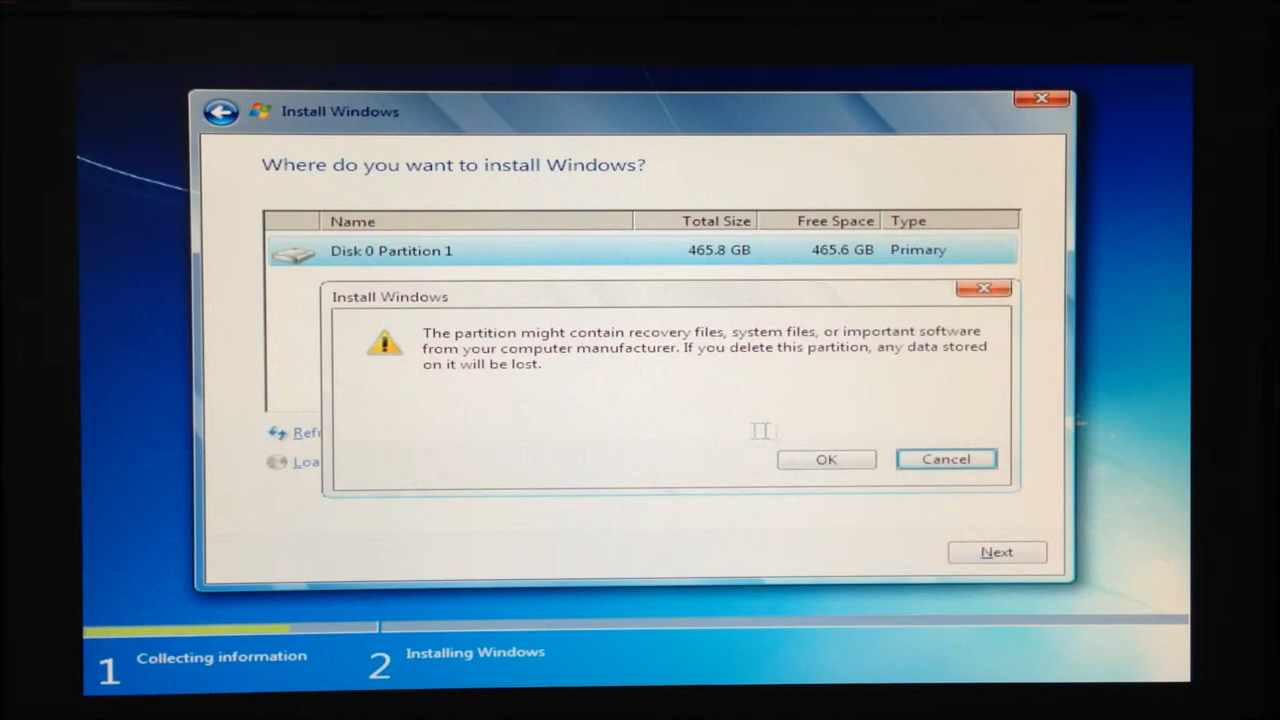 Install Windows
Where do you want to install Windows?
Name Total Size Free Space Type
Disk 0 Partition 1 465.8 GB 465.6 GB Primary
Install Windows
The partition might contain recovery files, system files, or important software
from your computer manufacturer. If you delete this partition, any data stored
on it will be lost.
OK Cancel
Refr
Loa
Next
1 Collecting information
2 Installing Windows